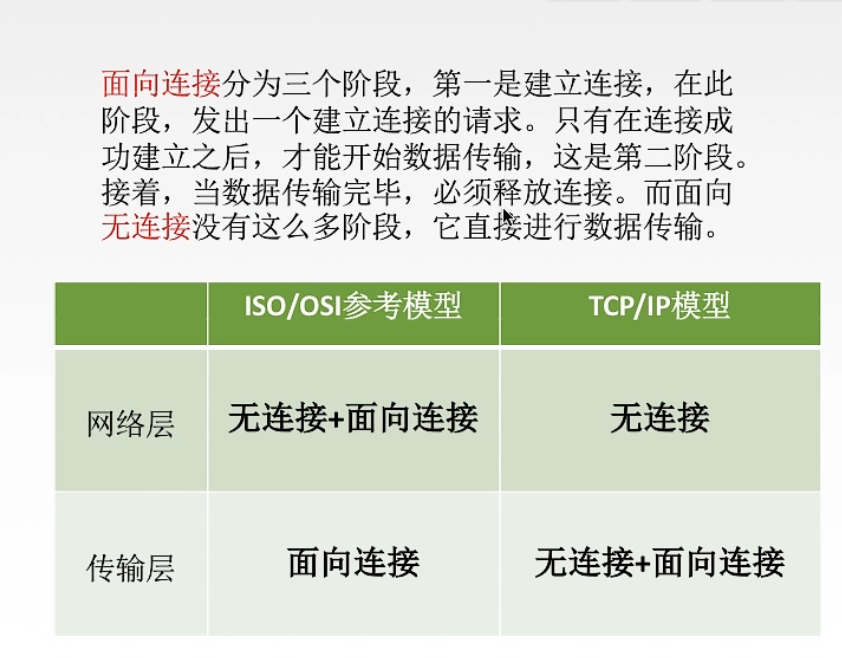 面向连接分为三个阶段，第一是建立连接，在此
阶段，发出一个建立连接的请求。只有在连接成
功建立之后，才能开始数据传输，这是第二阶段。
接着，当数据传输完毕，必须释放连接。而面向
无连接没有这么多阶段，它直接进行数据传输。
ISO/OSI参考模型 TCP/IP模型
网络层 无连接+面向连接 无连接
传输层 面向连接 无连接+面向连接